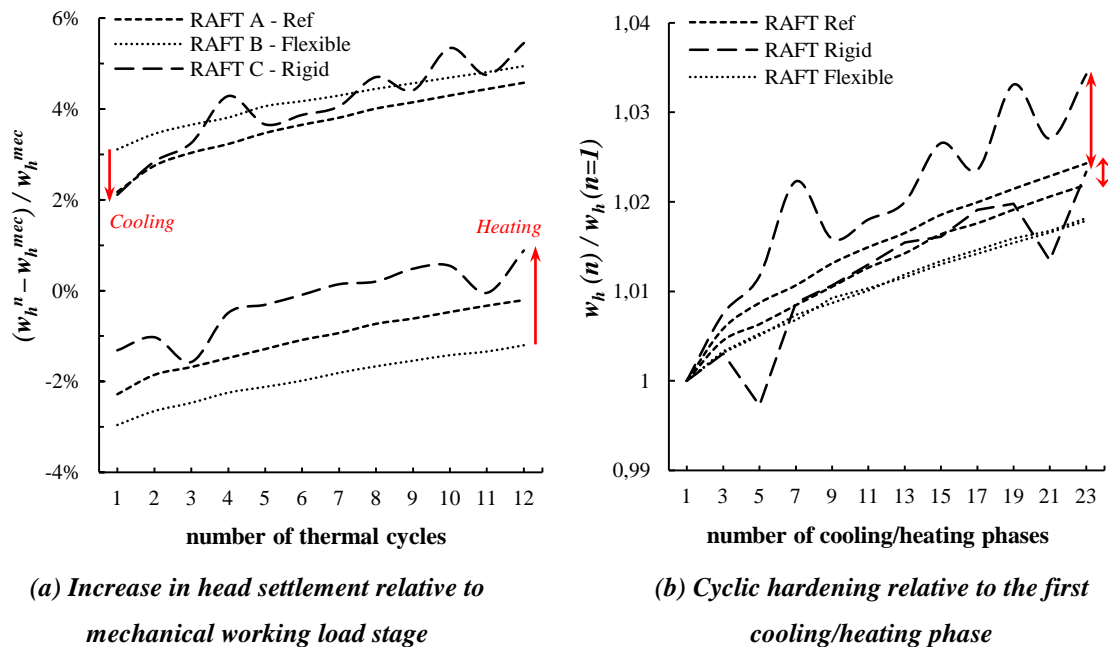 6%
4%
2%
0%
-2%
-4%
(w_h^n – w_h^mec) / w_h^mec
RAFT A - Ref
RAFT B - Flexible
RAFT C - Rigid
Cooling
Heating
1 2 3 4 5 6 7 8 9 10 11 12
number of thermal cycles
(a) Increase in head settlement relative to
mechanical working load stage
1,04
1,03
1,02
1,01
1
0,99
w_h (n) / w_h (n=1)
RAFT Ref
RAFT Rigid
RAFT Flexible
1 3 5 7 9 11 13 15 17 19 21 23
number of cooling/heating phases
(b) Cyclic hardening relative to the first
cooling/heating phase